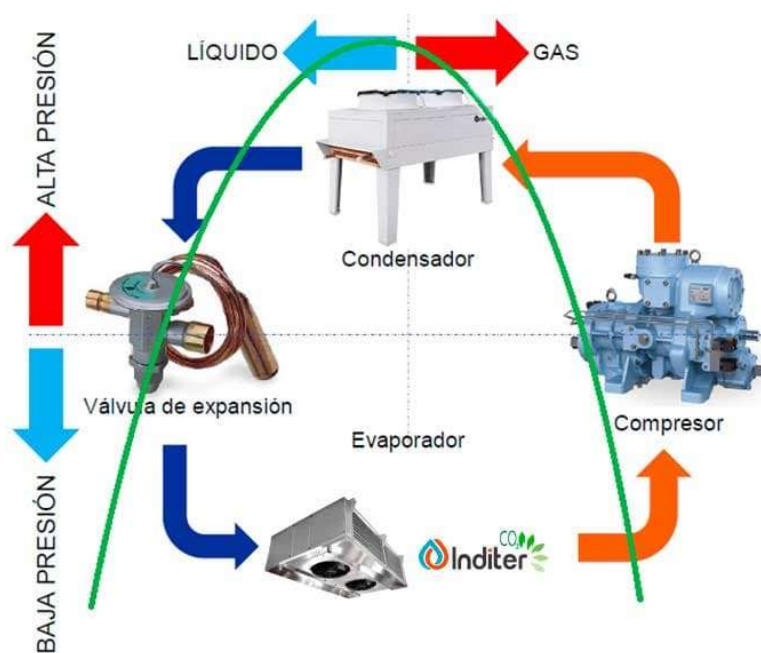 LÍQUIDO
GAS
ALTA PRESIÓN
Condensador
Válvula de expansión
Evaporador
Compresor
BAJA PRESIÓN
CO2
Inditer